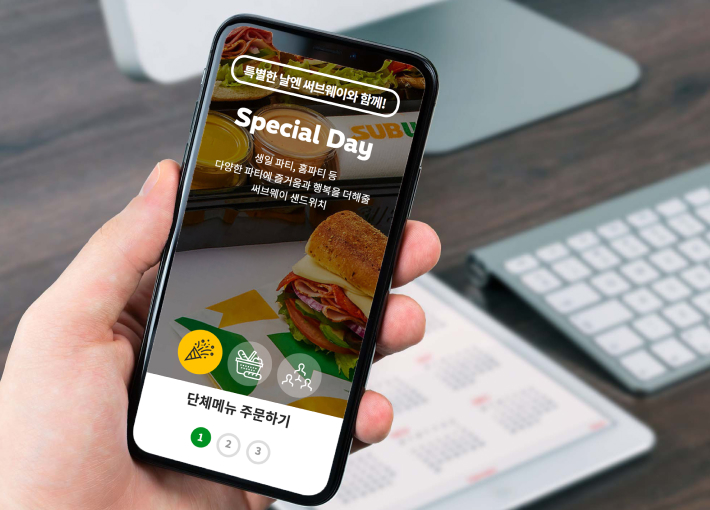 특별한 날엔 써브웨이와 함께!
SUBW
Special Day
생일 파티, 홈파티 등
다양한 파티에 즐거움과 행복을 더해줄
써브웨이 샌드위치
단체메뉴 주문하기
1 2 3